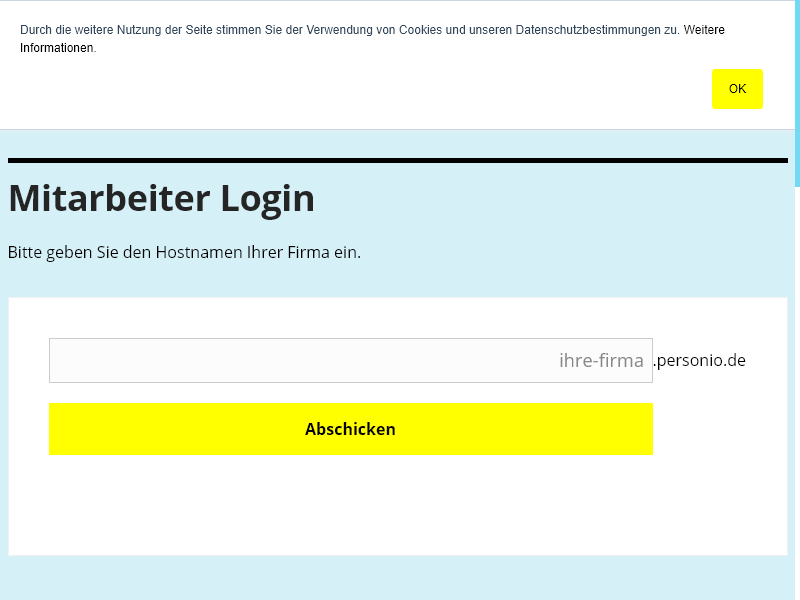 Durch die weitere Nutzung der Seite stimmen Sie der Verwendung von Cookies und unseren Datenschutzbestimmungen zu. Weitere
Informationen.
OK
Mitarbeiter Login
Bitte geben Sie den Hostnamen Ihrer Firma ein.
ihre-firma .personio.de
Abschicken